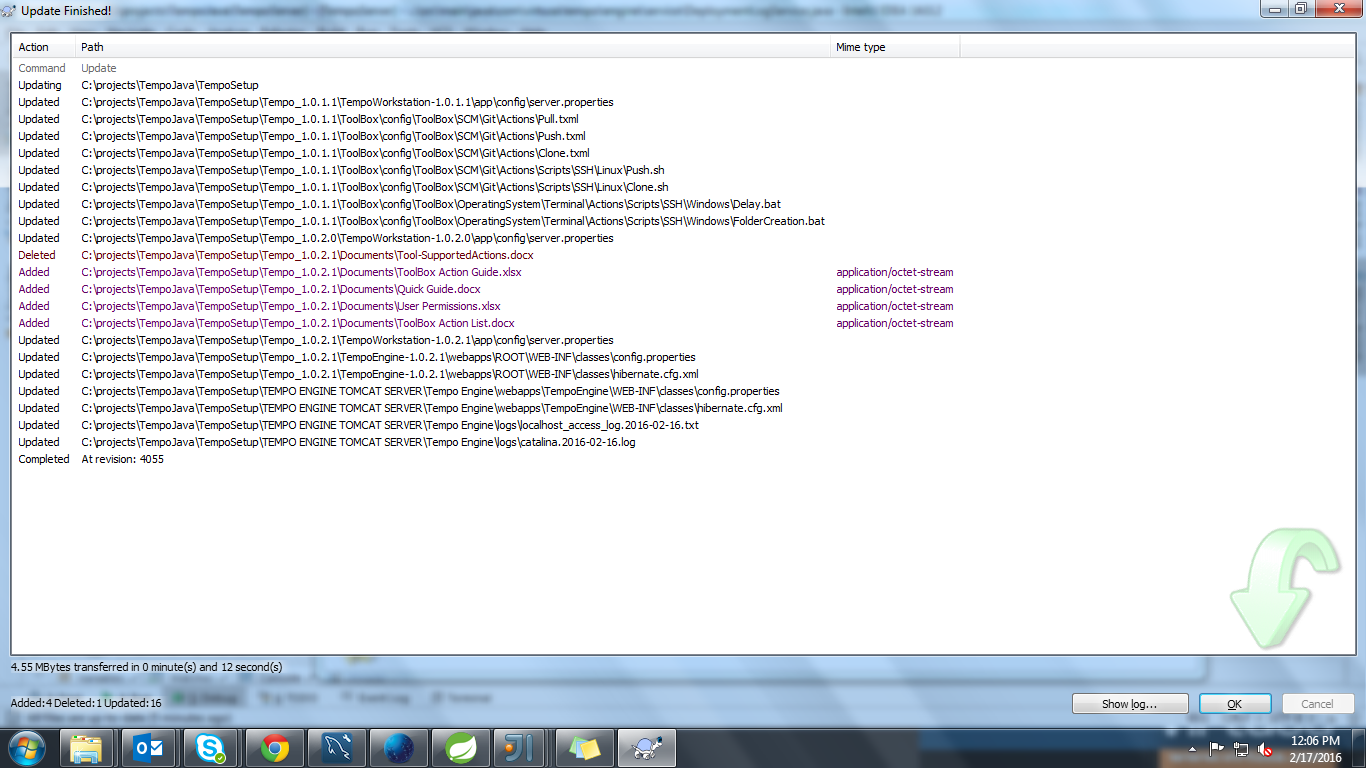 Update Finished!
Action Path Mime type
Command Update
Updating C:\projects\TempoJava\TempoSetup
Updated C:\projects\TempoJava\TempoSetup\Tempo_1.0.1.1\TempoWorkstation-1.0.1.1\app\config\server.properties
Updated C:\projects\TempoJava\TempoSetup\Tempo_1.0.1.1\ToolBox\config\ToolBox\SCM\Git\Actions\Pull.txml
Updated C:\projects\TempoJava\TempoSetup\Tempo_1.0.1.1\ToolBox\config\ToolBox\SCM\Git\Actions\Push.txml
Updated C:\projects\TempoJava\TempoSetup\Tempo_1.0.1.1\ToolBox\config\ToolBox\SCM\Git\Actions\Clone.txml
Updated C:\projects\TempoJava\TempoSetup\Tempo_1.0.1.1\ToolBox\config\ToolBox\SCM\Git\Actions\Scripts\SSH\Linux\Push.sh
Updated C:\projects\TempoJava\TempoSetup\Tempo_1.0.1.1\ToolBox\config\ToolBox\SCM\Git\Actions\Scripts\SSH\Linux\Clone.sh
Updated C:\projects\TempoJava\TempoSetup\Tempo_1.0.1.1\ToolBox\config\ToolBox\OperatingSystem\Terminal\Actions\Scripts\SSH\Windows\Delay.bat
Updated C:\projects\TempoJava\TempoSetup\Tempo_1.0.1.1\ToolBox\config\ToolBox\OperatingSystem\Terminal\Actions\Scripts\SSH\Windows\FolderCreation.bat
Updated C:\projects\TempoJava\TempoSetup\Tempo_1.0.2.0\TempoWorkstation-1.0.2.0\app\config\server.properties
Deleted C:\projects\TempoJava\TempoSetup\Tempo_1.0.2.1\Documents\Tool-SupportedActions.docx
Added C:\projects\TempoJava\TempoSetup\Tempo_1.0.2.1\Documents\ToolBox Action Guide.xlsx application/octet-stream
Added C:\projects\TempoJava\TempoSetup\Tempo_1.0.2.1\Documents\Quick Guide.docx application/octet-stream
Added C:\projects\TempoJava\TempoSetup\Tempo_1.0.2.1\Documents\User Permissions.xlsx application/octet-stream
Added C:\projects\TempoJava\TempoSetup\Tempo_1.0.2.1\Documents\ToolBox Action List.docx application/octet-stream
Updated C:\projects\TempoJava\TempoSetup\Tempo_1.0.2.1\TempoWorkstation-1.0.2.1\app\config\server.properties
Updated C:\projects\TempoJava\TempoSetup\Tempo_1.0.2.1\TempoEngine-1.0.2.1\webapps\ROOT\WEB-INF\classes\config.properties
Updated C:\projects\TempoJava\TempoSetup\Tempo_1.0.2.1\TempoEngine-1.0.2.1\webapps\ROOT\WEB-INF\classes\hibernate.cfg.xml
Updated C:\projects\TempoJava\TempoSetup\TEMPO ENGINE TOMCAT SERVER\Tempo Engine\webapps\TempoEngine\WEB-INF\classes\config.properties
Updated C:\projects\TempoJava\TempoSetup\TEMPO ENGINE TOMCAT SERVER\Tempo Engine\webapps\TempoEngine\WEB-INF\classes\hibernate.cfg.xml
Updated C:\projects\TempoJava\TempoSetup\TEMPO ENGINE TOMCAT SERVER\Tempo Engine\logs\localhost_access_log.2016-02-16.txt
Updated C:\projects\TempoJava\TempoSetup\TEMPO ENGINE TOMCAT SERVER\Tempo Engine\logs\catalina.2016-02-16.log
Completed At revision: 4055
4.55 MBytes transferred in 0 minute(s) and 12 second(s)
Added:4 Deleted:1 Updated:16
Show log... OK Cancel
12:06 PM
2/17/2016